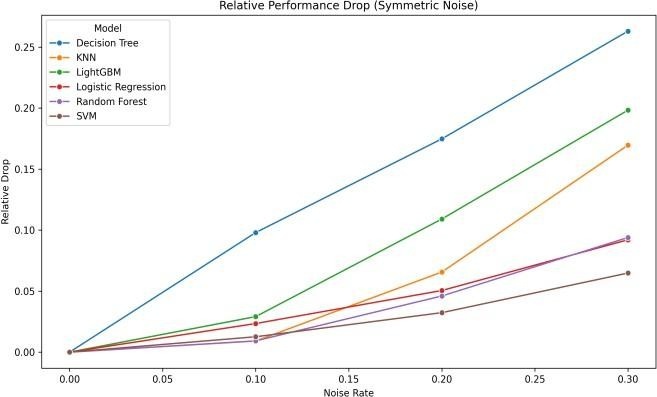 Relative Performance Drop (Symmetric Noise)
Model
Decision Tree
KNN
LightGBM
Logistic Regression
Random Forest
SVM
Relative Drop
0.25
0.20
0.15
0.10
0.05
0.00
0.00 0.05 0.10 0.15 0.20 0.25 0.30
Noise Rate